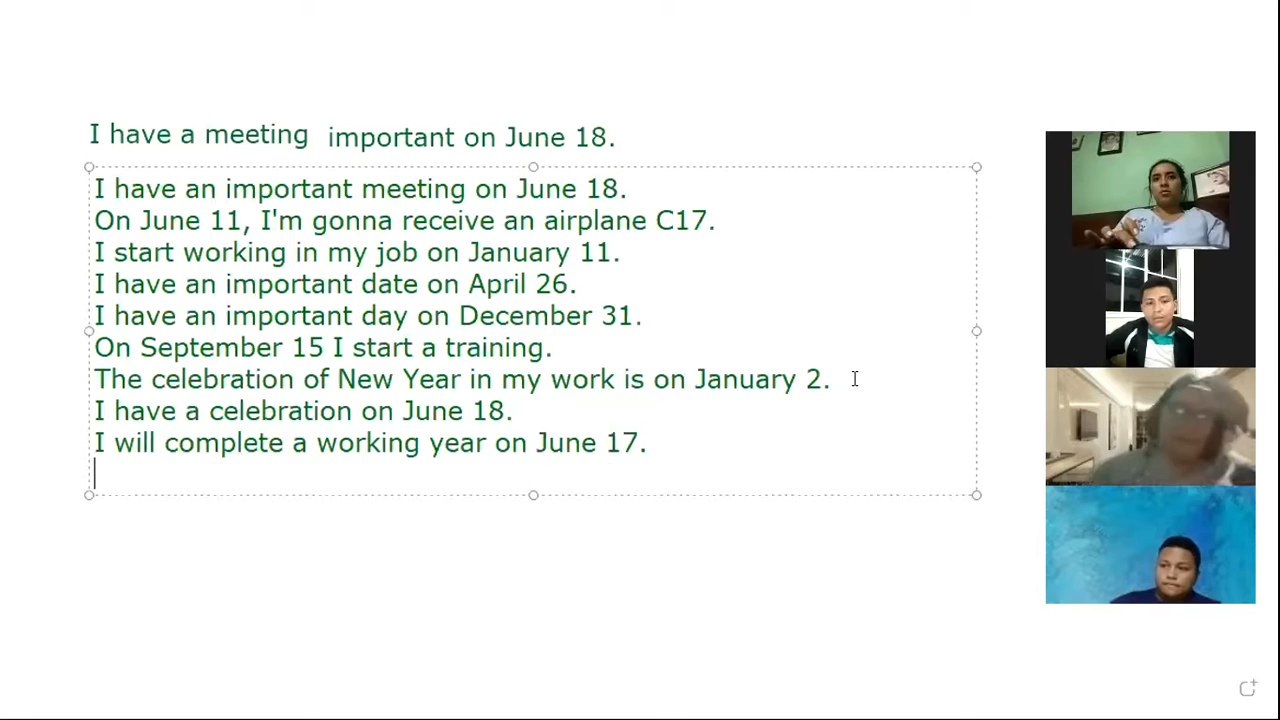 I have a meeting important on June 18.
I have an important meeting on June 18.
On June 11, I'm gonna receive an airplane C17.
I start working in my job on January 11.
I have an important date on April 26.
I have an important day on December 31.
On September 15 I start a training.
The celebration of New Year in my work is on January 2.
I have a celebration on June 18.
I will complete a working year on June 17.